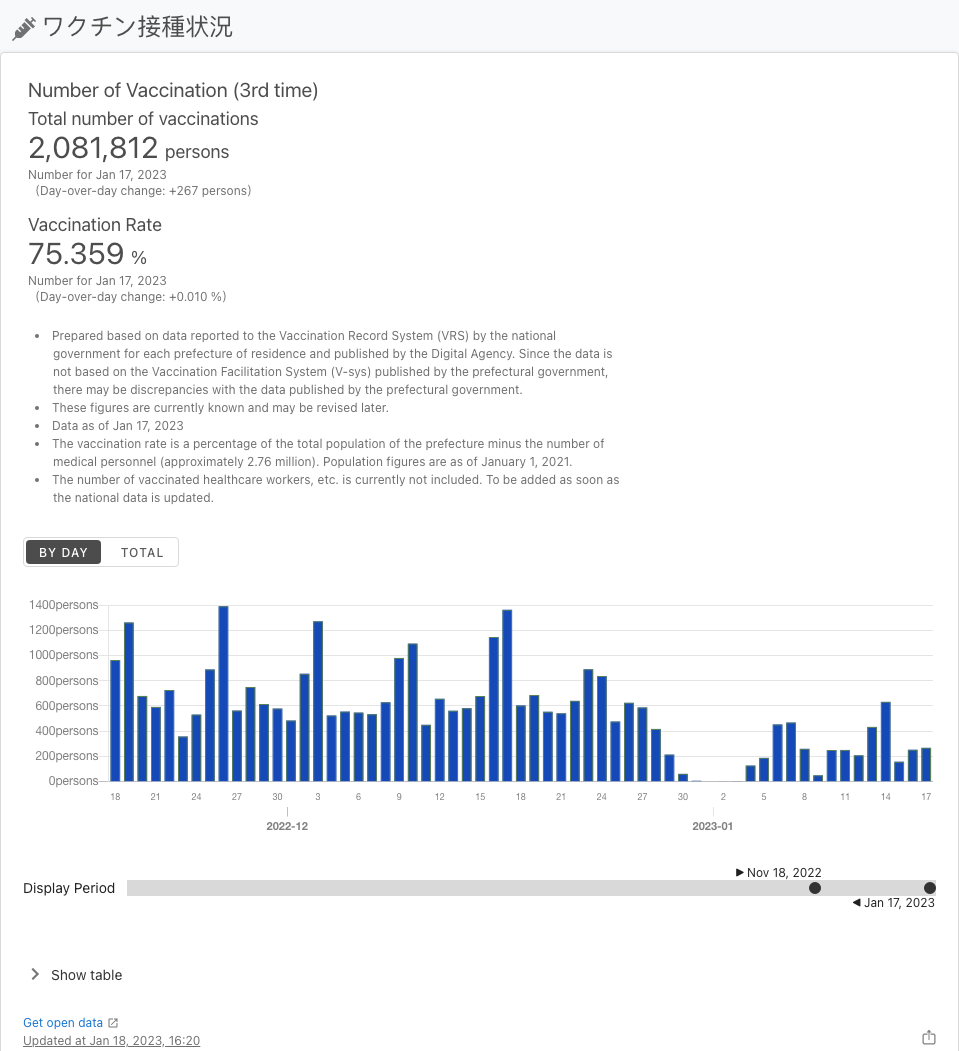 ワクチン接種状況
Number of Vaccination (3rd time)
Total number of vaccinations
2,081,812 persons
Number for Jan 17, 2023
(Day-over-day change: +267 persons)
Vaccination Rate
75.359 %
Number for Jan 17, 2023
(Day-over-day change: +0.010 %)
• Prepared based on data reported to the Vaccination Record System (VRS) by the national
government for each prefecture of residence and published by the Digital Agency. Since the data is
not based on the Vaccination Facilitation System (V-sys) published by the prefectural government,
there may be discrepancies with the data published by the prefectural government.
• These figures are currently known and may be revised later.
• Data as of Jan 17, 2023
• The vaccination rate is a percentage of the total population of the prefecture minus the number of
medical personnel (approximately 2.76 million). Population figures are as of January 1, 2021.
• The number of vaccinated healthcare workers, etc. is currently not included. To be added as soon as
the national data is updated.
BY DAY TOTAL
1400persons
1200persons
1000persons
800persons
600persons
400persons
200persons
0persons
18 21 24 27 30 3 6 9 12 15 18 21 24 27 30 2 5 8 11 14 17
2022-12 2023-01
Nov 18, 2022
Display Period
Jan 17, 2023
Show table
Get open data
Updated at Jan 18, 2023, 16:20